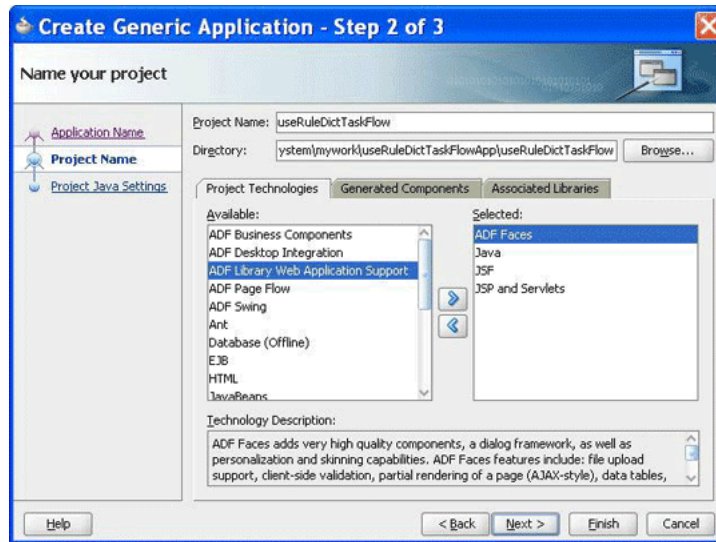 Create Generic Application - Step 2 of 3
Name your project
Application Name
Project Name
Project Java Settings
Project Name: useRuleDictTaskFlow
Directory: ystem\mywork\useRuleDictTaskFlowApp\useRuleDictTaskFlow Browse...
Project Technologies Generated Components Associated Libraries
Available:
ADF Business Components
ADF Desktop Integration
ADF Library Web Application Support
ADF Page Flow
ADF Swing
Ant
Database (Offline)
EJB
HTML
JavaBeans
Selected:
ADF Faces
Java
JSF
JSP and Servlets
Technology Description:
ADF Faces adds very high quality components, a dialog framework, as well as
personalization and skinning capabilities. ADF Faces features include: file upload
support, client-side validation, partial rendering of a page (AJAX-style), data tables,
Help < Back Next > Finish Cancel